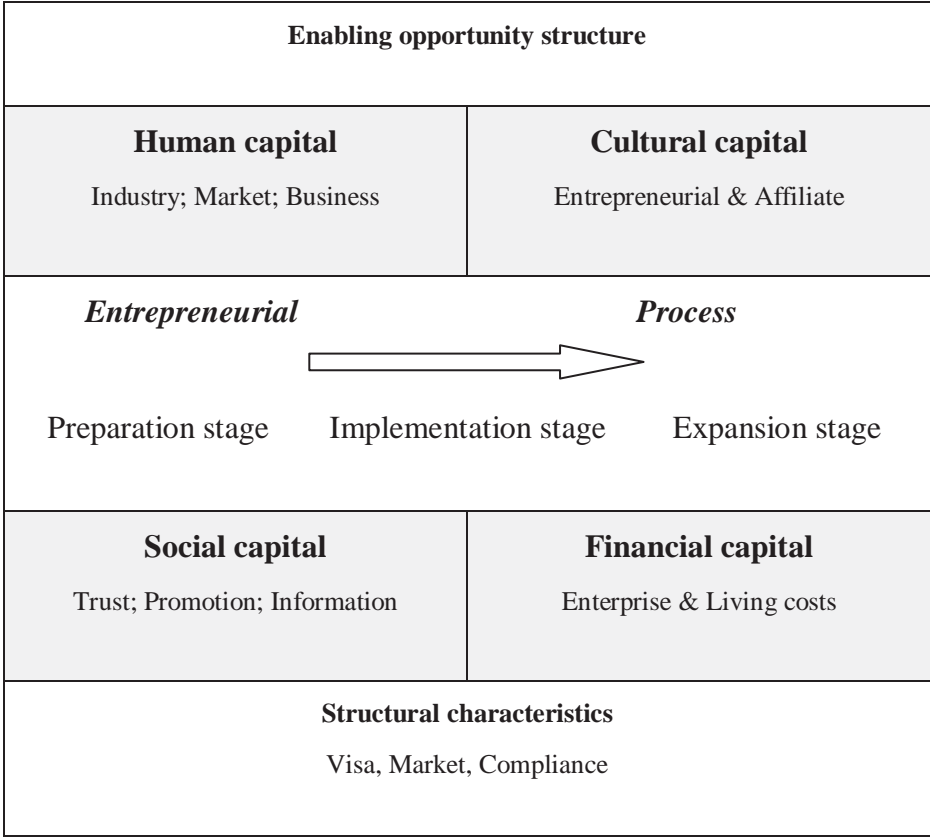 Enabling opportunity structure
Human capital
Industry; Market; Business
Cultural capital
Entrepreneurial & Affiliate
Entrepreneurial Process
Preparation stage Implementation stage Expansion stage
Social capital
Trust; Promotion; Information
Financial capital
Enterprise & Living costs
Structural characteristics
Visa, Market, Compliance